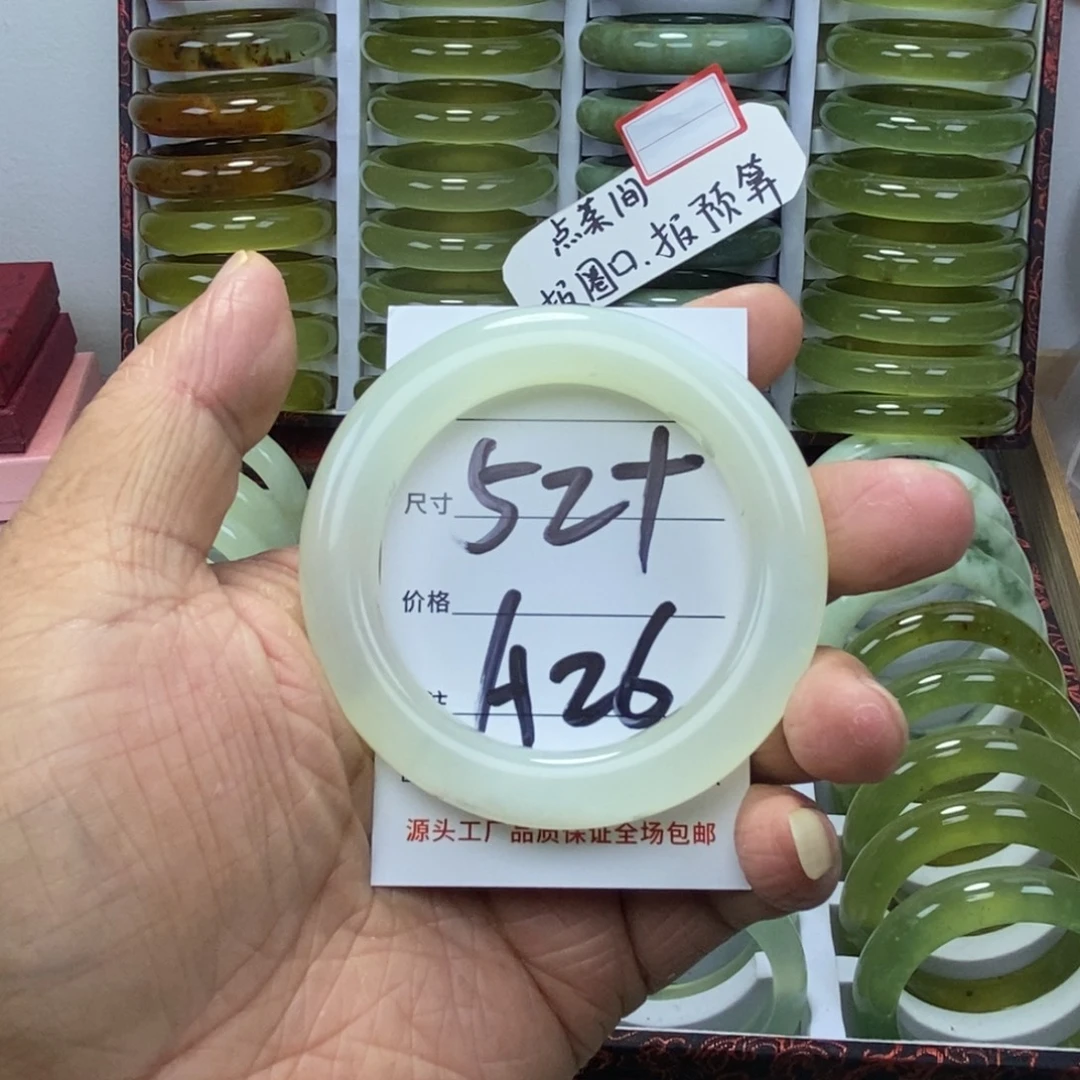 点菜间
报圈口.报预算
尺寸 52+
价格
A26
源头工厂品质保证全场包邮